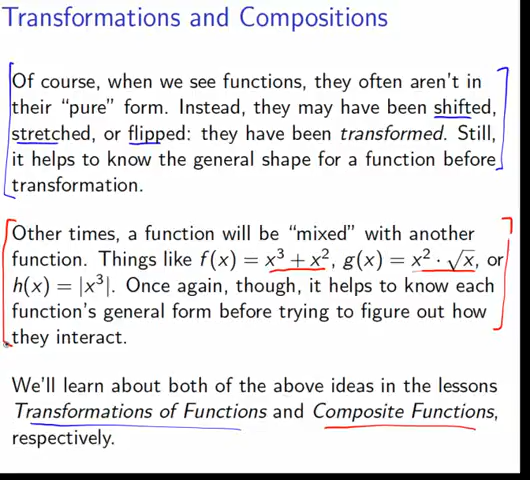 Transformations and Compositions
Of course, when we see functions, they often aren't in
their “pure” form. Instead, they may have been shifted,
stretched, or flipped: they have been transformed. Still,
it helps to know the general shape for a function before
transformation.
Other times, a function will be “mixed” with another
function. Things like f(x) = x³ + x², g(x) = x² · √x, or
h(x) = |x³|. Once again, though, it helps to know each
function's general form before trying to figure out how
they interact.
We'll learn about both of the above ideas in the lessons
Transformations of Functions and Composite Functions,
respectively.